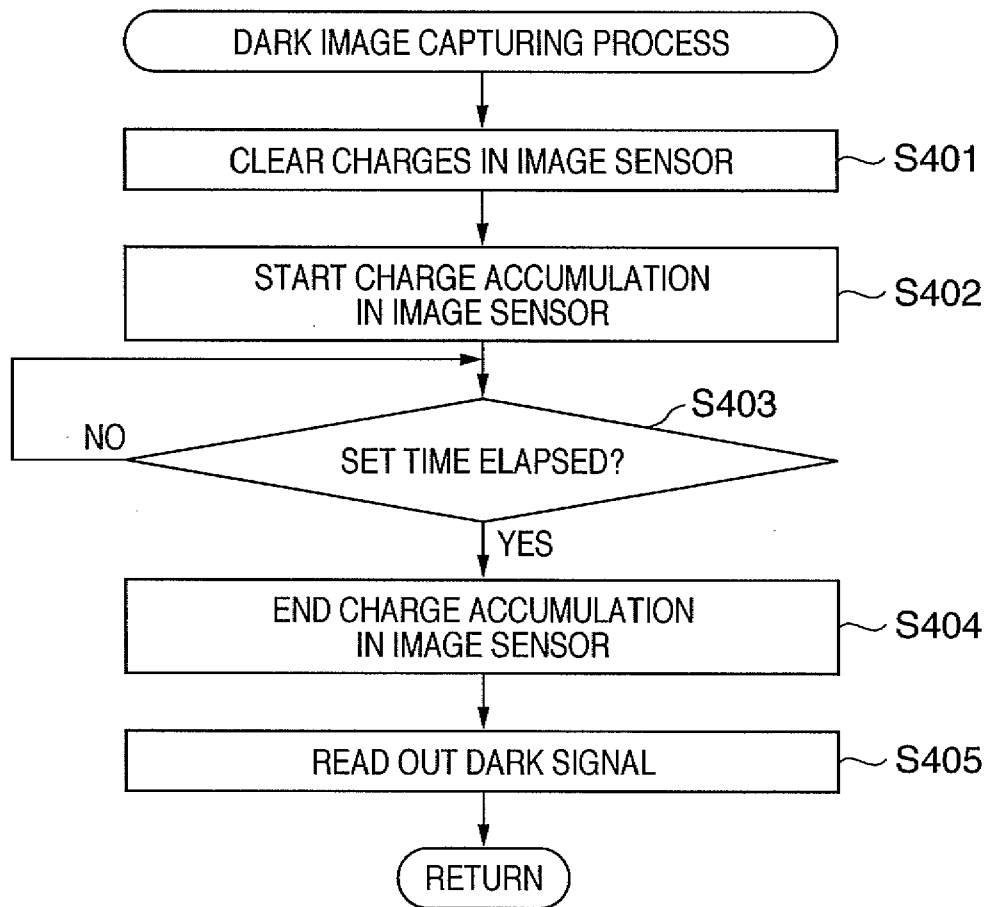 DARK IMAGE CAPTURING PROCESS
CLEAR CHARGES IN IMAGE SENSOR
S401
START CHARGE ACCUMULATION
IN IMAGE SENSOR
S402
S403
NO
SET TIME ELAPSED?
YES
END CHARGE ACCUMULATION
IN IMAGE SENSOR
S404
READ OUT DARK SIGNAL
S405
RETURN